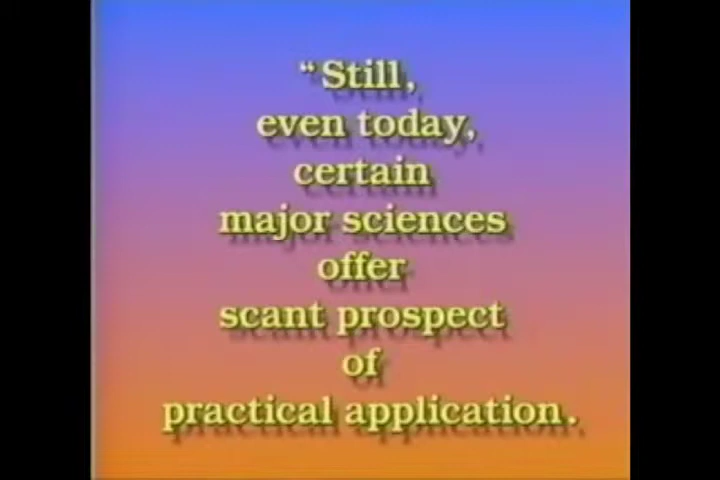 “Still,
even today,
certain
major sciences
offer
scant prospect
of
practical application.